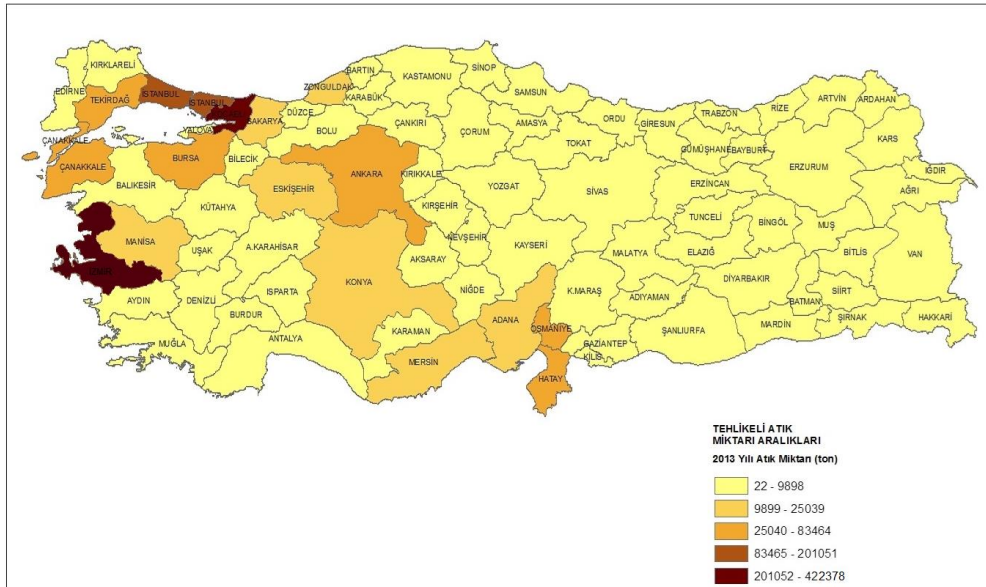 KIRKLARELİ
EDİRNE
TEKİRDAĞ
İSTANBUL
İSTANBUL
YALOVA
SAKARYA
DÜZCE
ZONGULDAK
BARTIN
KARABÜK
KASTAMONU
SİNOP
SAMSUN
BOLU
ÇANKIRI
ÇORUM
AMASYA
ORDU
GİRESUN
TRABZON
RİZE
ARTVİN
ARDAHAN
TOKAT
GÜMÜŞHANE
BAYBURT
ERZURUM
KARS
IĞDIR
AĞRI
ÇANAKKALE
ÇANAKKALE
BURSA
BİLECİK
BALIKESİR
ESKİŞEHİR
ANKARA
KIRIKKALE
YOZGAT
SİVAS
ERZİNCAN
KÜTAHYA
KIRŞEHİR
NEVŞEHİR
KAYSERİ
TUNCELİ
BİNGÖL
MUŞ
MANİSA
İZMİR
UŞAK
A.KARAHİSAR
AKSARAY
MALATYA
ELAZIĞ
BİTLİS
VAN
KONYA
NİĞDE
DİYARBAKIR
SİİRT
BATMAN
AYDIN
DENİZLİ
ISPARTA
BURDUR
K.MARAŞ
ADIYAMAN
ŞIRNAK
HAKKARİ
MARDİN
MUĞLA
ANTALYA
KARAMAN
ADANA
OSMANİYE
GAZİANTEP
ŞANLIURFA
KİLİS
MERSİN
HATAY
TEHLİKELİ ATIK
MİKTARI ARALIKLARI
2013 Yılı Atık Miktarı (ton)
22 - 9898
9899 - 25039
25040 - 83464
83465 - 201051
201052 - 422378